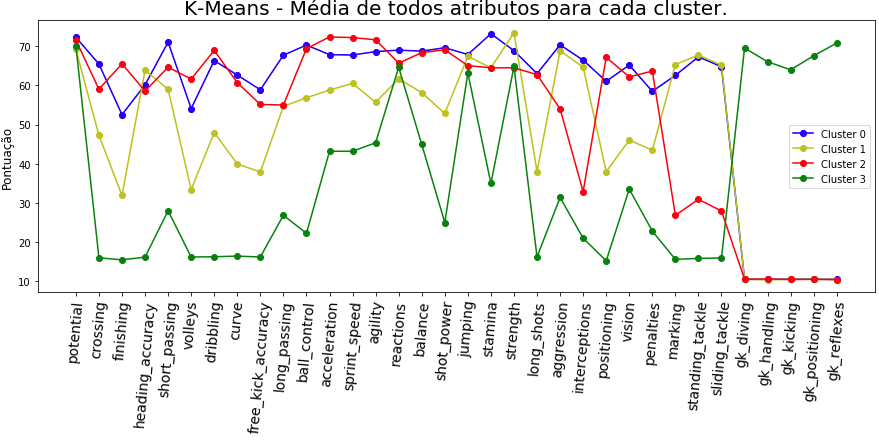 K-Means - Média de todos atributos para cada cluster.
Pontuação
70
60
50
40
30
20
10
Cluster 0
Cluster 1
Cluster 2
Cluster 3
potential
crossing
finishing
heading_accuracy
short_passing
volleys
dribbling
curve
free_kick_accuracy
long_passing
ball_control
acceleration
sprint_speed
agility
reactions
balance
shot_power
jumping
stamina
strength
long_shots
aggression
interceptions
positioning
vision
penalties
marking
standing_tackle
sliding_tackle
gk_diving
gk_handling
gk_kicking
gk_positioning
gk_reflexes